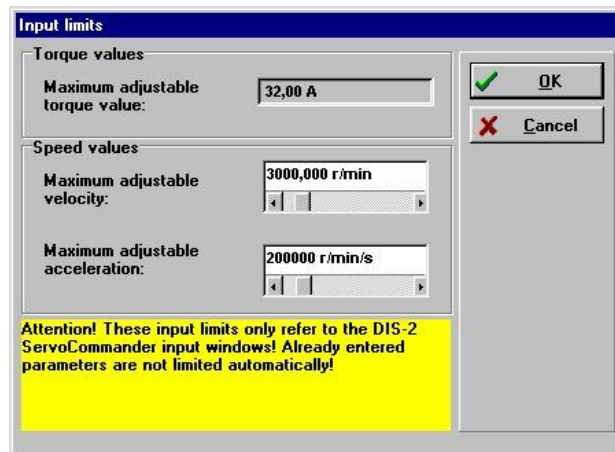 Input limits
Torque values
Maximum adjustable
torque value:
32,00 A
Speed values
Maximum adjustable
velocity:
3000,000 r/min
Maximum adjustable
acceleration:
200000 r/min/s
Attention! These input limits only refer to the DIS-2
ServoCommander input windows! Already entered
parameters are not limited automatically!
OK
Cancel